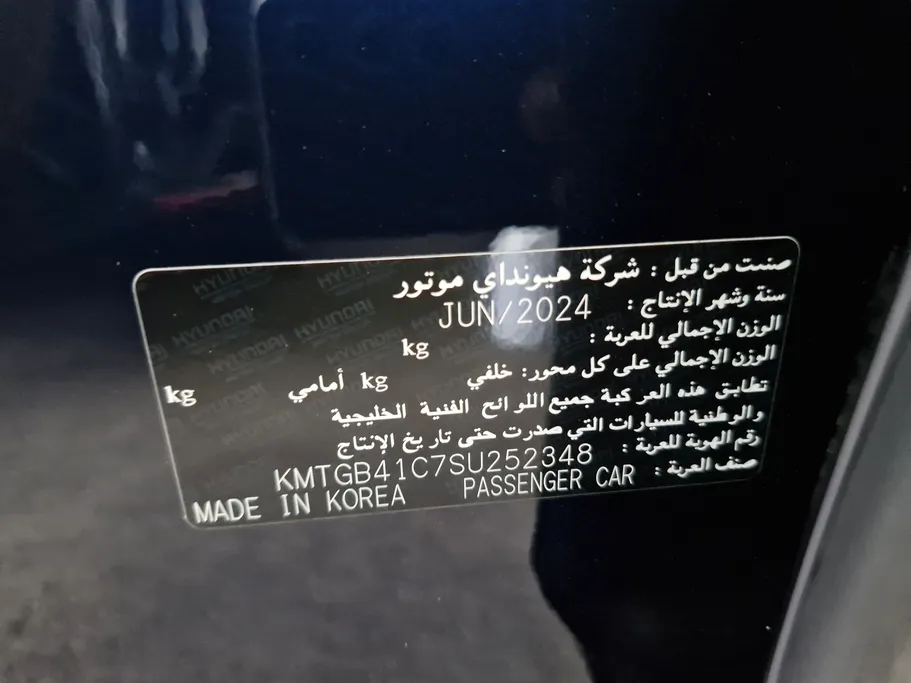 صنعت من قبل : شركة هيونداي موتور
سنة وشهر الإنتاج : JUN/2024
الوزن الإجمالي للعربة : kg
الوزن الإجمالي على كل محور: خلفي kg أمامي kg
تطابق هذه المركبة جميع اللوائح الفنية الخليجية
والوطنية للسيارات التي صدرت حتى تاريخ الإنتاج
رقم الهوية للعربة : KMTGB41C7SU252348
صنف العربة : PASSENGER CAR
MADE IN KOREA
HYUNDAI